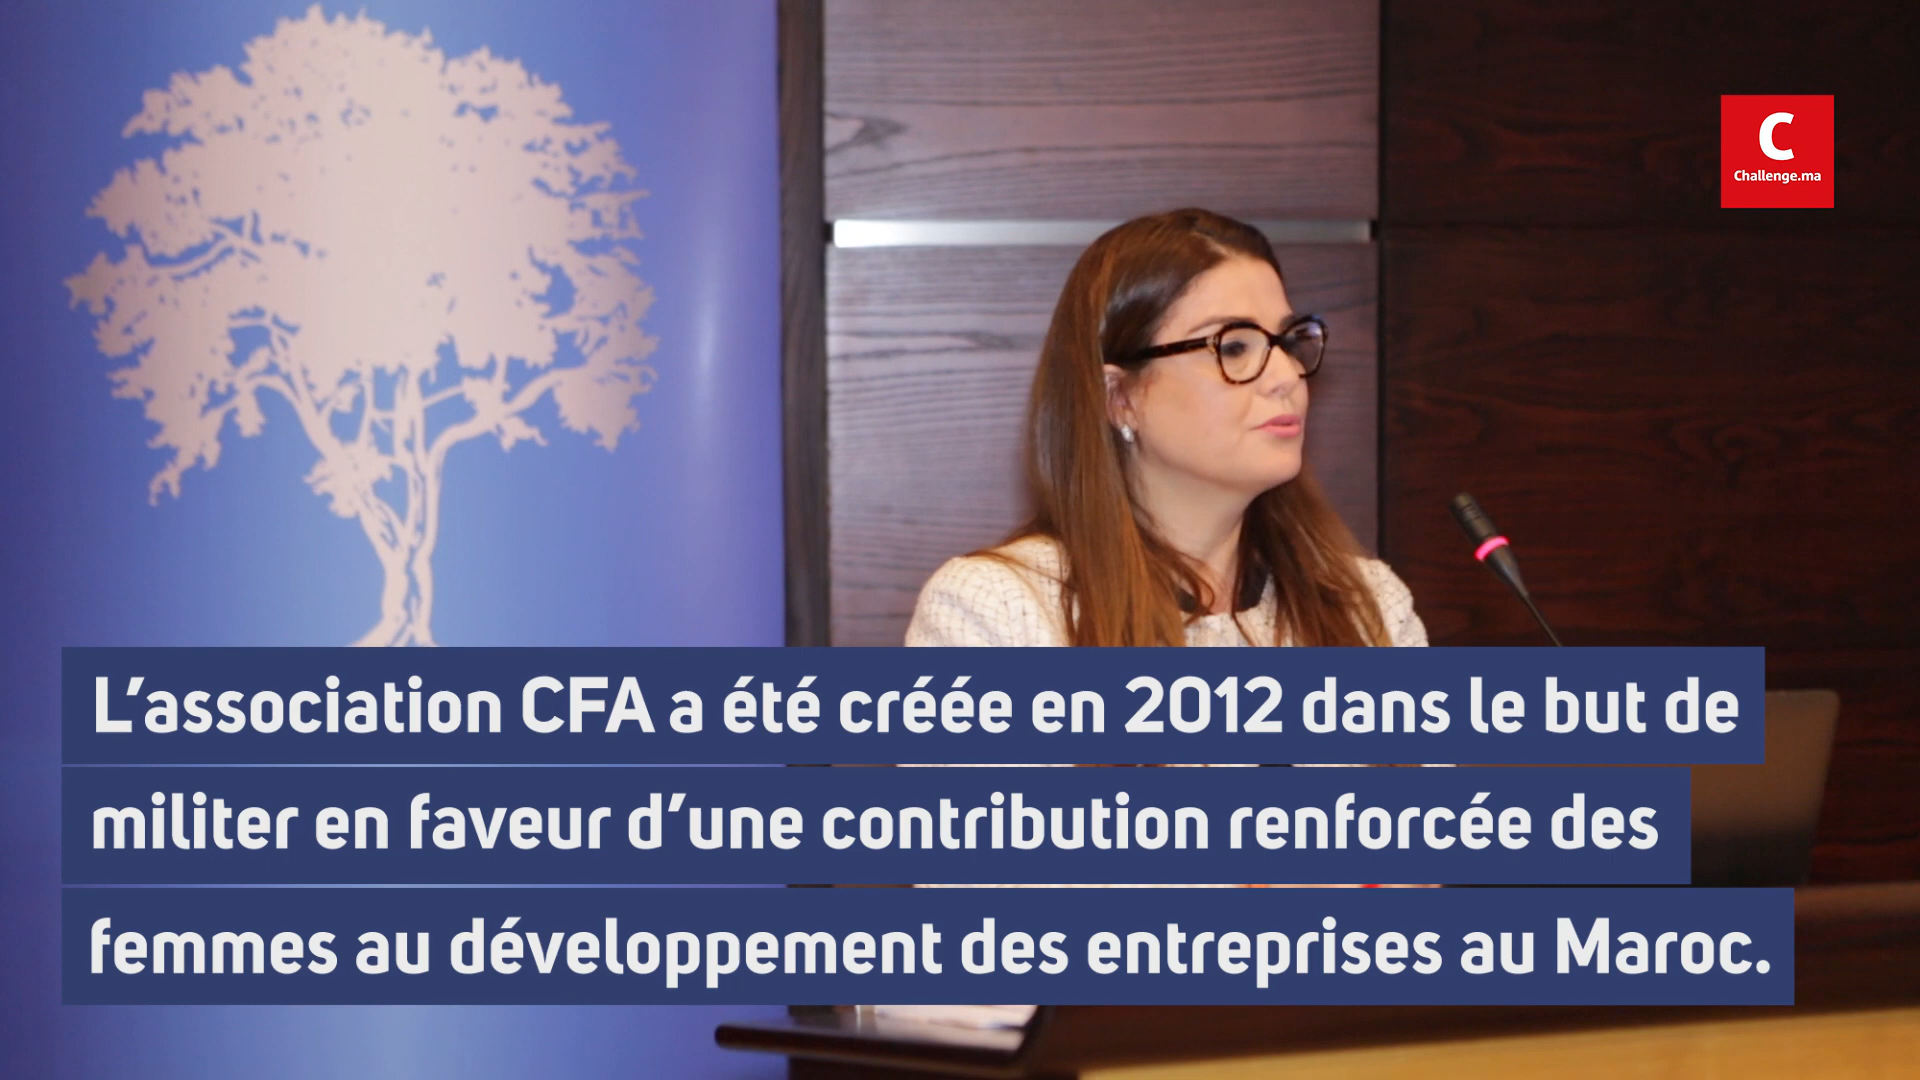 C
Challenge.ma
L’association CFA a été créée en 2012 dans le but de
militer en faveur d’une contribution renforcée des
femmes au développement des entreprises au Maroc.